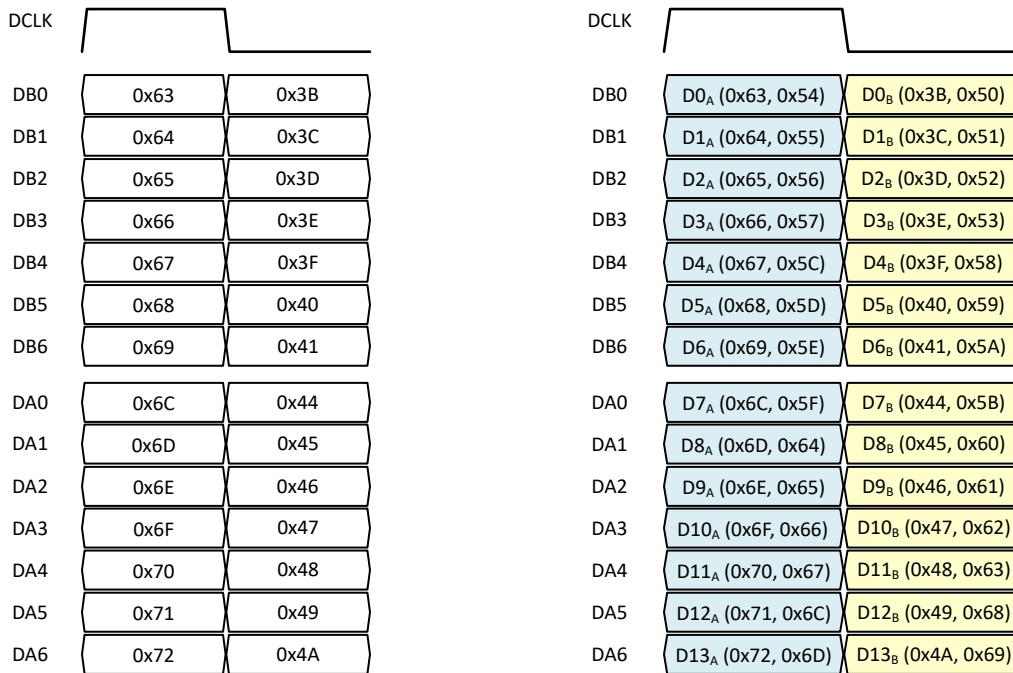 DCLK DCLK
DB0 0x63 0x3B DB0 D0A (0x63, 0x54) D0B (0x3B, 0x50)
DB1 0x64 0x3C DB1 D1A (0x64, 0x55) D1B (0x3C, 0x51)
DB2 0x65 0x3D DB2 D2A (0x65, 0x56) D2B (0x3D, 0x52)
DB3 0x66 0x3E DB3 D3A (0x66, 0x57) D3B (0x3E, 0x53)
DB4 0x67 0x3F DB4 D4A (0x67, 0x5C) D4B (0x3F, 0x58)
DB5 0x68 0x40 DB5 D5A (0x68, 0x5D) D5B (0x40, 0x59)
DB6 0x69 0x41 DB6 D6A (0x69, 0x5E) D6B (0x41, 0x5A)
DA0 0x6C 0x44 DA0 D7A (0x6C, 0x5F) D7B (0x44, 0x5B)
DA1 0x6D 0x45 DA1 D8A (0x6D, 0x64) D8B (0x45, 0x60)
DA2 0x6E 0x46 DA2 D9A (0x6E, 0x65) D9B (0x46, 0x61)
DA3 0x6F 0x47 DA3 D10A (0x6F, 0x66) D10B (0x47, 0x62)
DA4 0x70 0x48 DA4 D11A (0x70, 0x67) D11B (0x48, 0x63)
DA5 0x71 0x49 DA5 D12A (0x71, 0x6C) D12B (0x49, 0x68)
DA6 0x72 0x4A DA6 D13A (0x72, 0x6D) D13B (0x4A, 0x69)